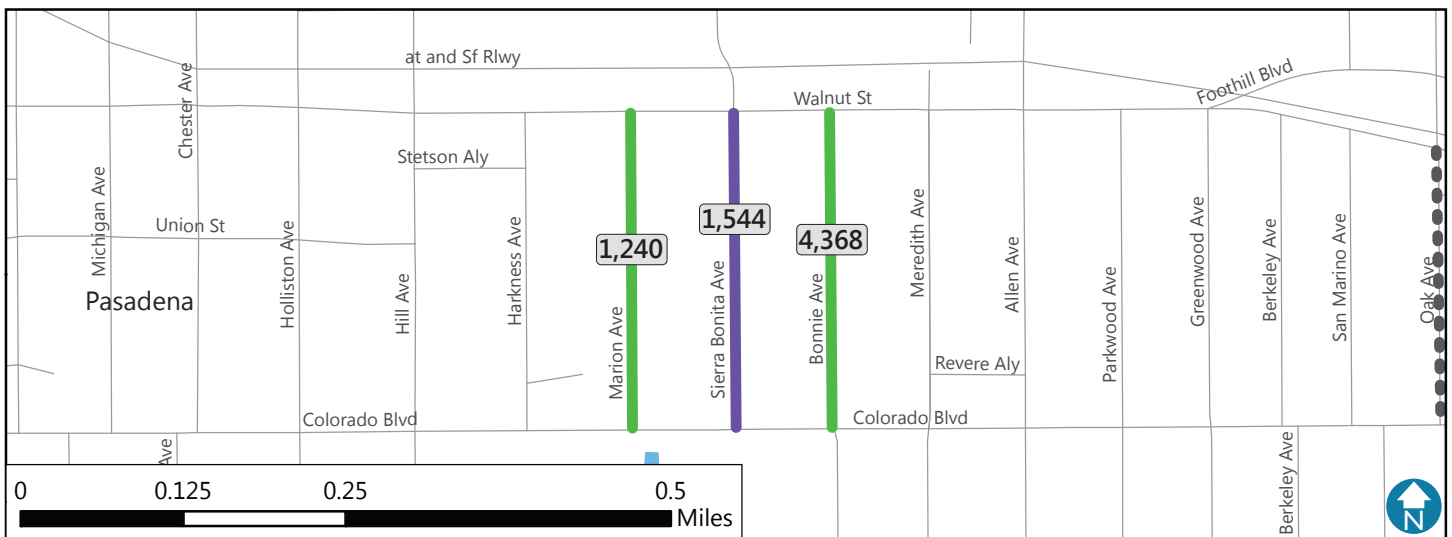 at and Sf Rlwy
Foothill Blvd
Walnut St
Chester Ave
Stetson Aly
Michigan Ave
Union St
Holliston Ave
Hill Ave
Harkness Ave
1,240
1,544
4,368
Marion Ave
Sierra Bonita Ave
Bonnie Ave
Meredith Ave
Allen Ave
Parkwood Ave
Greenwood Ave
Berkeley Ave
San Marino Ave
Oak Ave
Pasadena
Revere Aly
Colorado Blvd
Colorado Blvd
Ave
Berkeley Ave
0 0.125 0.25 0.5
Miles
N